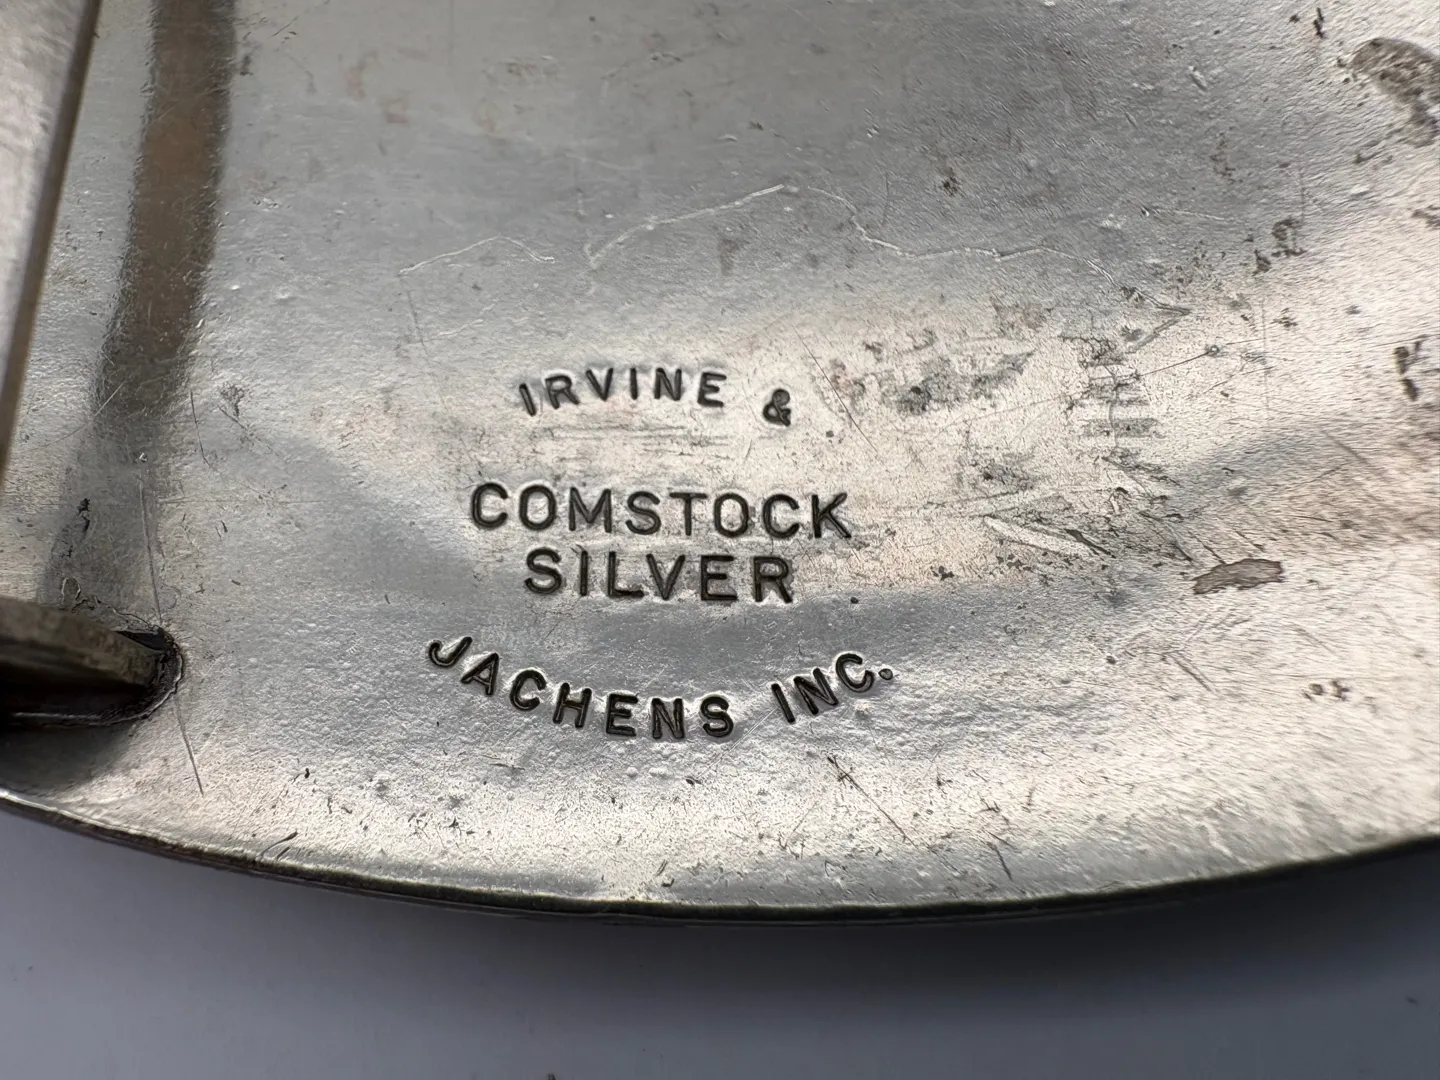 IRVINE &
COMSTOCK
SILVER
JACHENS INC.